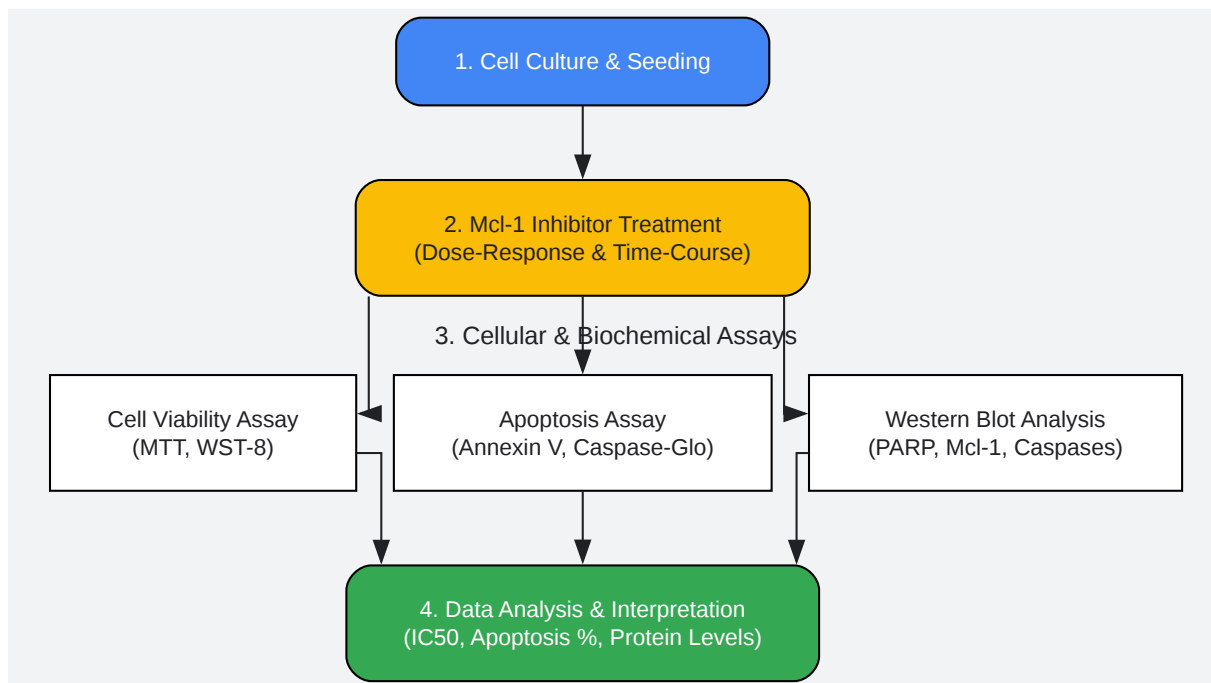 1. Cell Culture & Seeding
2. Mcl-1 Inhibitor Treatment
(Dose-Response & Time-Course)
3. Cellular & Biochemical Assays
Cell Viability Assay
(MTT, WST-8)
Apoptosis Assay
(Annexin V, Caspase-Glo)
Western Blot Analysis
(PARP, Mcl-1, Caspases)
4. Data Analysis & Interpretation
(IC50, Apoptosis %, Protein Levels)